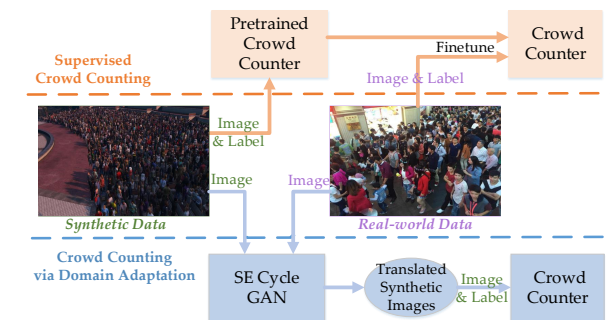 Pretrained
Crowd
Counter
Crowd
Counter
Finetune
Supervised
Crowd Counting
Image & Label
Image
& Label
Image
Image
Synthetic Data
Real-world Data
Crowd Counting
via Domain Adaptation
SE Cycle
GAN
Translated
Synthetic
Images
Image
& Label
Crowd
Counter